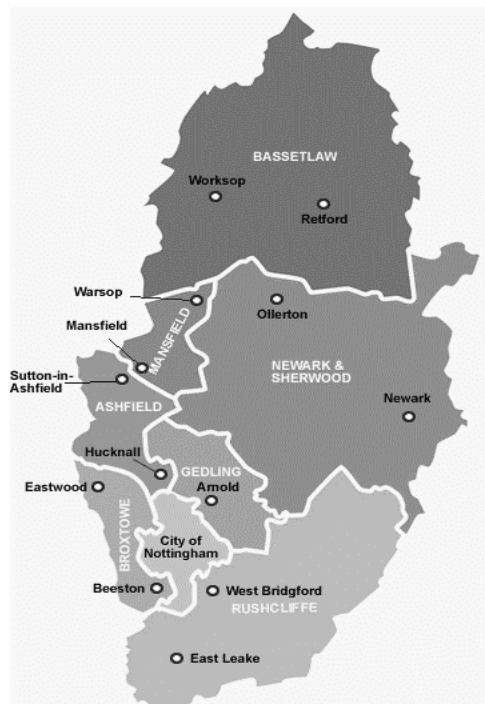 BASSETLAW
Worksop
Retford
Warsop
Ollerton
Mansfield
MANSFIELD
NEWARK &
SHERWOOD
Sutton-in-
Ashfield
ASHFIELD
Newark
Hucknall
GEDLING
Eastwood
Arnold
BROXTOWE
City of
Nottingham
Beeston
West Bridgford
RUSHCLIFFE
East Leake